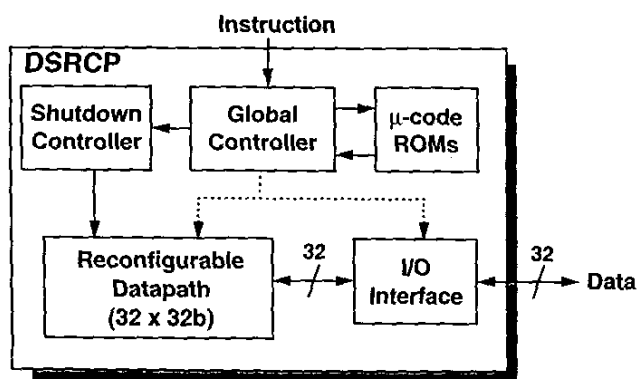 Instruction
DSRCP
Shutdown
Controller
Global
Controller
μ-code
ROMs
Reconfigurable
Datapath
(32 x 32b)
32
I/O
Interface
32
Data